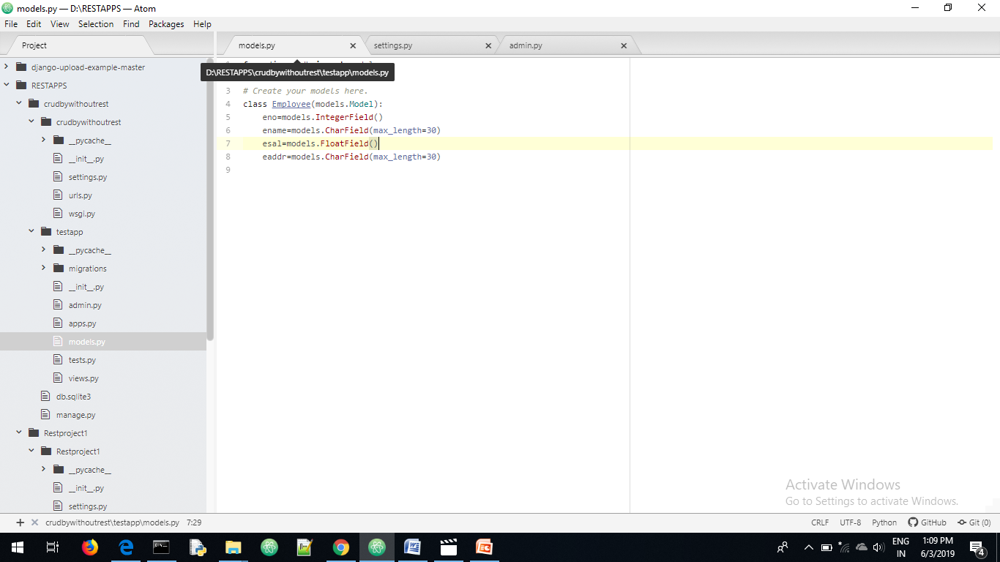 models.py — D:\RESTAPPS — Atom
File Edit View Selection Find Packages Help
Project
models.py
settings.py
admin.py
D:\RESTAPPS\crudbywithoutrest\testapp\models.py
django-upload-example-master
RESTAPPS
crudbywithoutrest
crudbywithoutrest
__pycache__
__init__.py
settings.py
urls.py
wsgi.py
testapp
__pycache__
migrations
__init__.py
admin.py
apps.py
models.py
tests.py
views.py
db.sqlite3
manage.py
Restproject1
Restproject1
__pycache__
__init__.py
settings.py
3 # Create your models here.
4 class Employee(models.Model):
5 eno=models.IntegerField()
6 ename=models.CharField(max_length=30)
7 esal=models.FloatField()
8 eaddr=models.CharField(max_length=30)
9
Activate Windows
Go to Settings to activate Windows.
crudbywithoutrest\testapp\models.py 7:29
CRLF UTF-8 Python GitHub Git (0)
ENG
IN
1:09 PM
6/3/2019
4